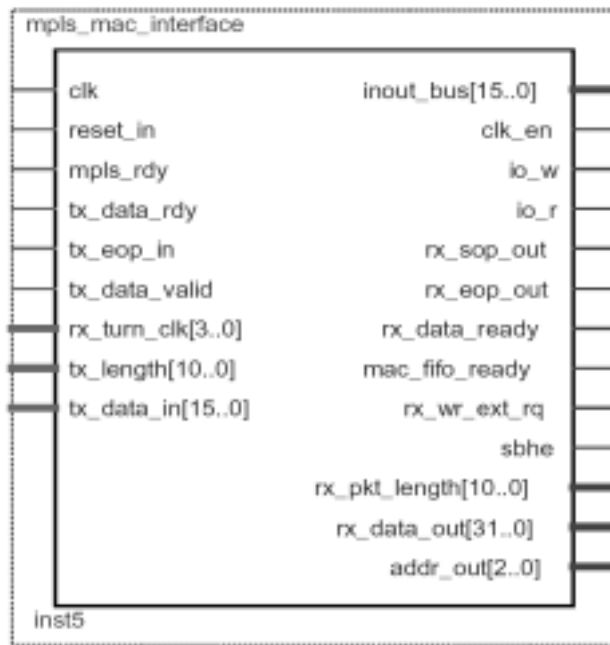 mpls_mac_interface
clk
reset_in
mpls_rdy
tx_data_rdy
tx_eop_in
tx_data_valid
rx_turn_clk[3..0]
tx_length[10..0]
tx_data_in[15..0]
inout_bus[15..0]
clk_en
io_w
io_r
rx_sop_out
rx_eop_out
rx_data_ready
mac_fifo_ready
rx_wr_ext_rq
sbhe
rx_pkt_length[10..0]
rx_data_out[31..0]
addr_out[2..0]
inst5